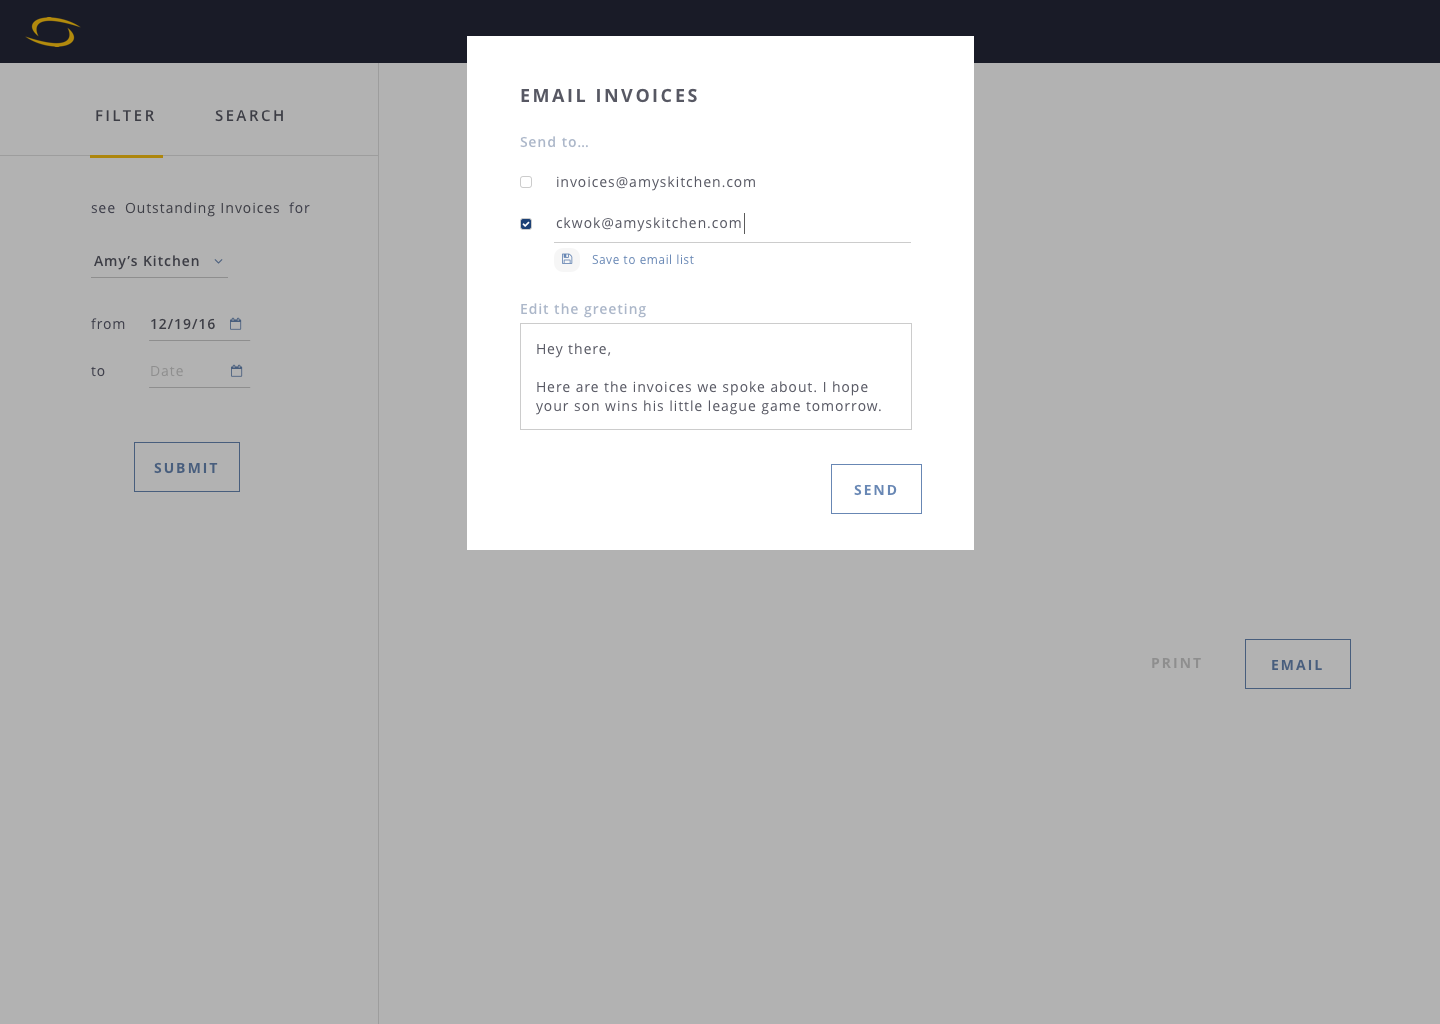 FILTER SEARCH
see Outstanding Invoices for
Amy’s Kitchen
from 12/19/16
to Date
SUBMIT
EMAIL INVOICES
Send to…
invoices@amyskitchen.com
ckwok@amyskitchen.com
Save to email list
Edit the greeting
Hey there,
Here are the invoices we spoke about. I hope
your son wins his little league game tomorrow.
SEND
PRINT EMAIL